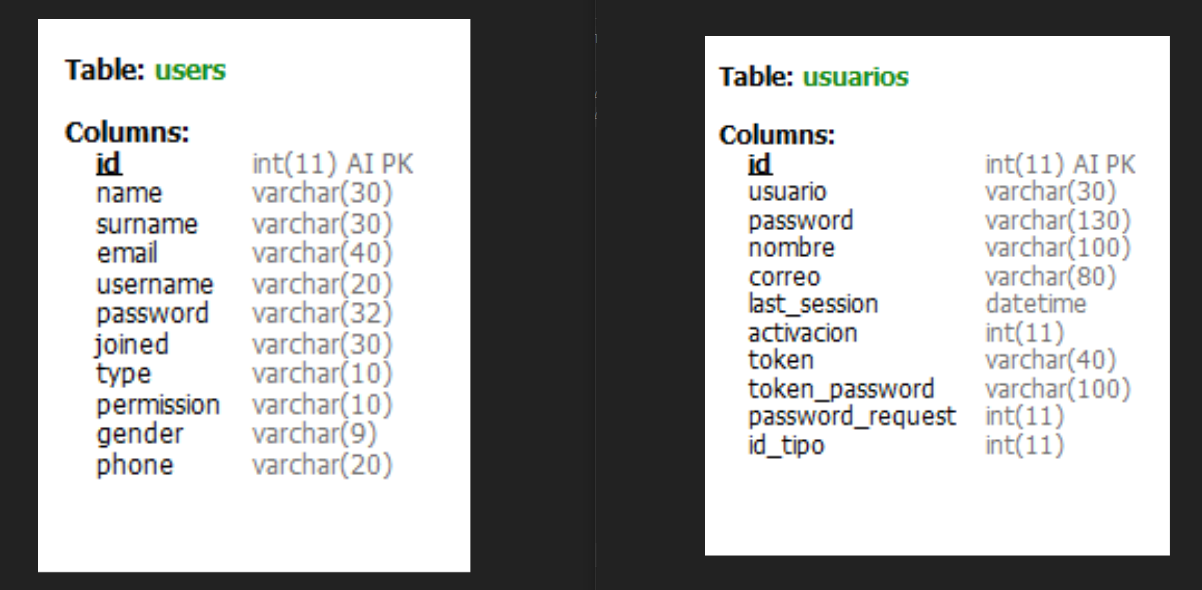 Table: users
Columns:
id int(11) AI PK
name varchar(30)
surname varchar(30)
email varchar(40)
username varchar(20)
password varchar(32)
joined varchar(30)
type varchar(10)
permission varchar(10)
gender varchar(9)
phone varchar(20)
Table: usuarios
Columns:
id int(11) AI PK
usuario varchar(30)
password varchar(130)
nombre varchar(100)
correo varchar(80)
last_session datetime
activacion int(11)
token varchar(40)
token_password varchar(100)
password_request int(11)
id_tipo int(11)